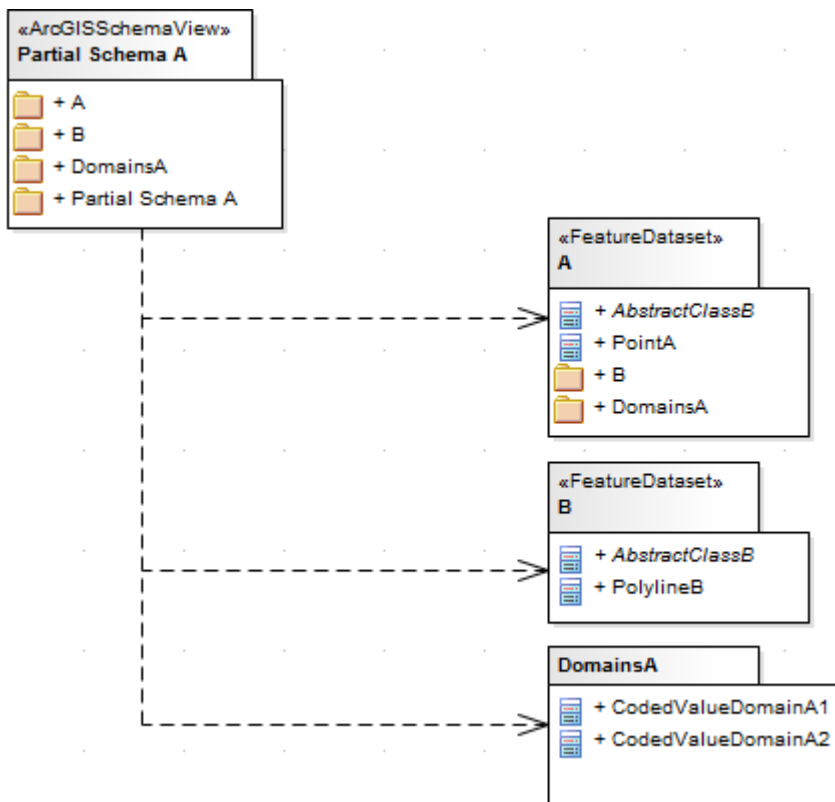 «ArcGISSchemaView»
Partial Schema A
+ A
+ B
+ DomainsA
+ Partial Schema A
«FeatureDataset»
A
+ AbstractClassB
+ PointA
+ B
+ DomainsA
«FeatureDataset»
B
+ AbstractClassB
+ PolylineB
DomainsA
+ CodedValueDomainA1
+ CodedValueDomainA2